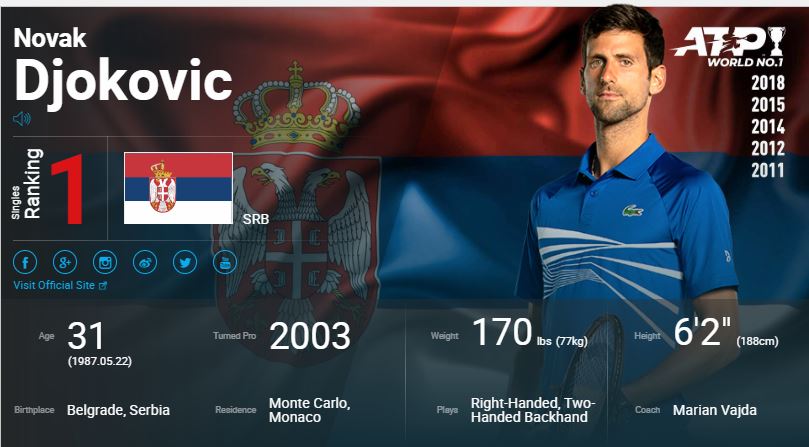 Novak
Djokovic
ATP
WORLD NO.1
2018
2015
2014
2012
2011
Singles
Ranking
1
SRB
Visit Official Site
Age
31
(1987.05.22)
Turned Pro
2003
Weight
170 lbs (77kg)
Height
6'2" (188cm)
Birthplace
Belgrade, Serbia
Residence
Monte Carlo,
Monaco
Plays
Right-Handed, Two-
Handed Backhand
Coach
Marian Vajda